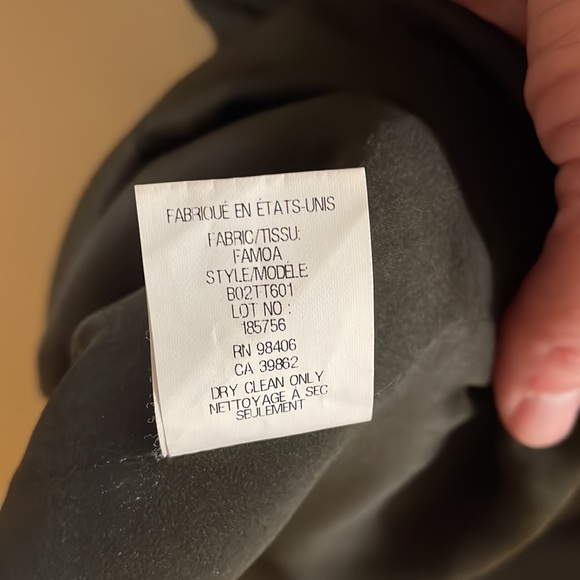 FABRIQUÉ EN ÉTATS-UNIS
FABRIC/TISSU:
FAMOA
STYLE/MODÈLE:
B02TT601
LOT NO :
185756
RN 98406
CA 39862
DRY CLEAN ONLY
NETTOYAGE À SEC
SEULEMENT